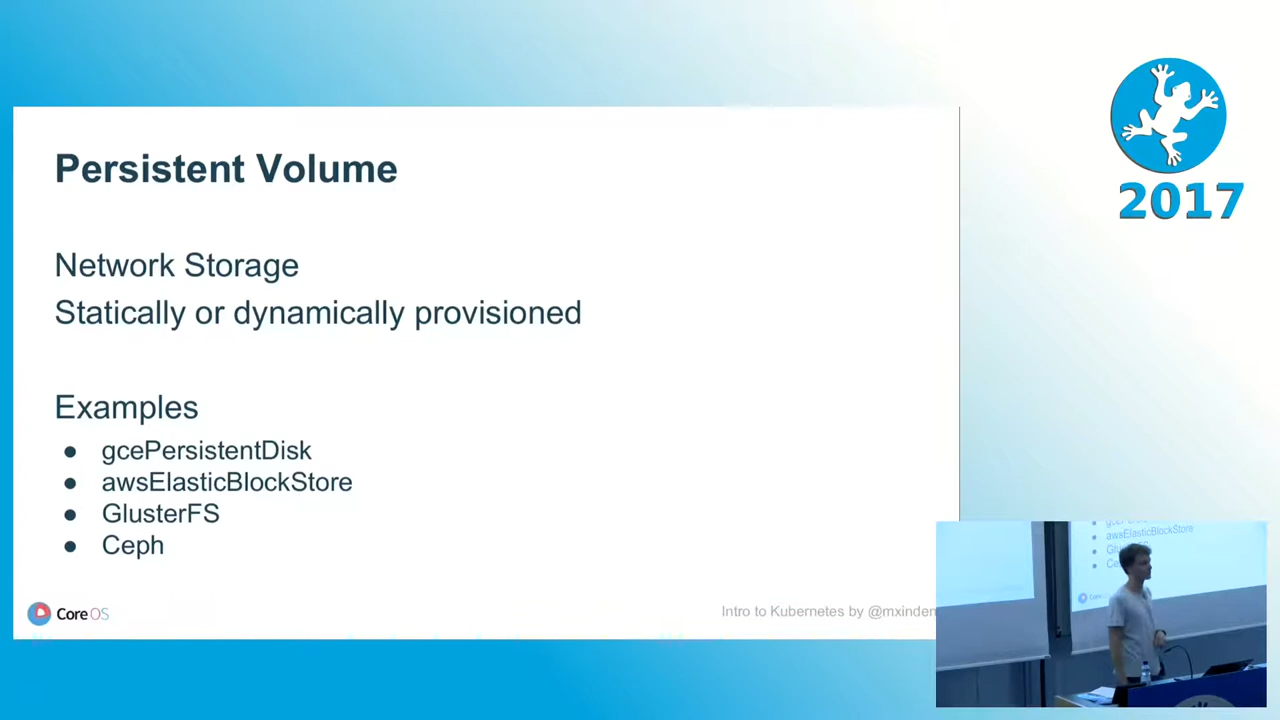 Persistent Volume
2017
Network Storage
Statically or dynamically provisioned
Examples
● gcePersistentDisk
● awsElasticBlockStore
● GlusterFS
● Ceph
CoreOS
Intro to Kubernetes by @mxinden
awsElasticBlockStore